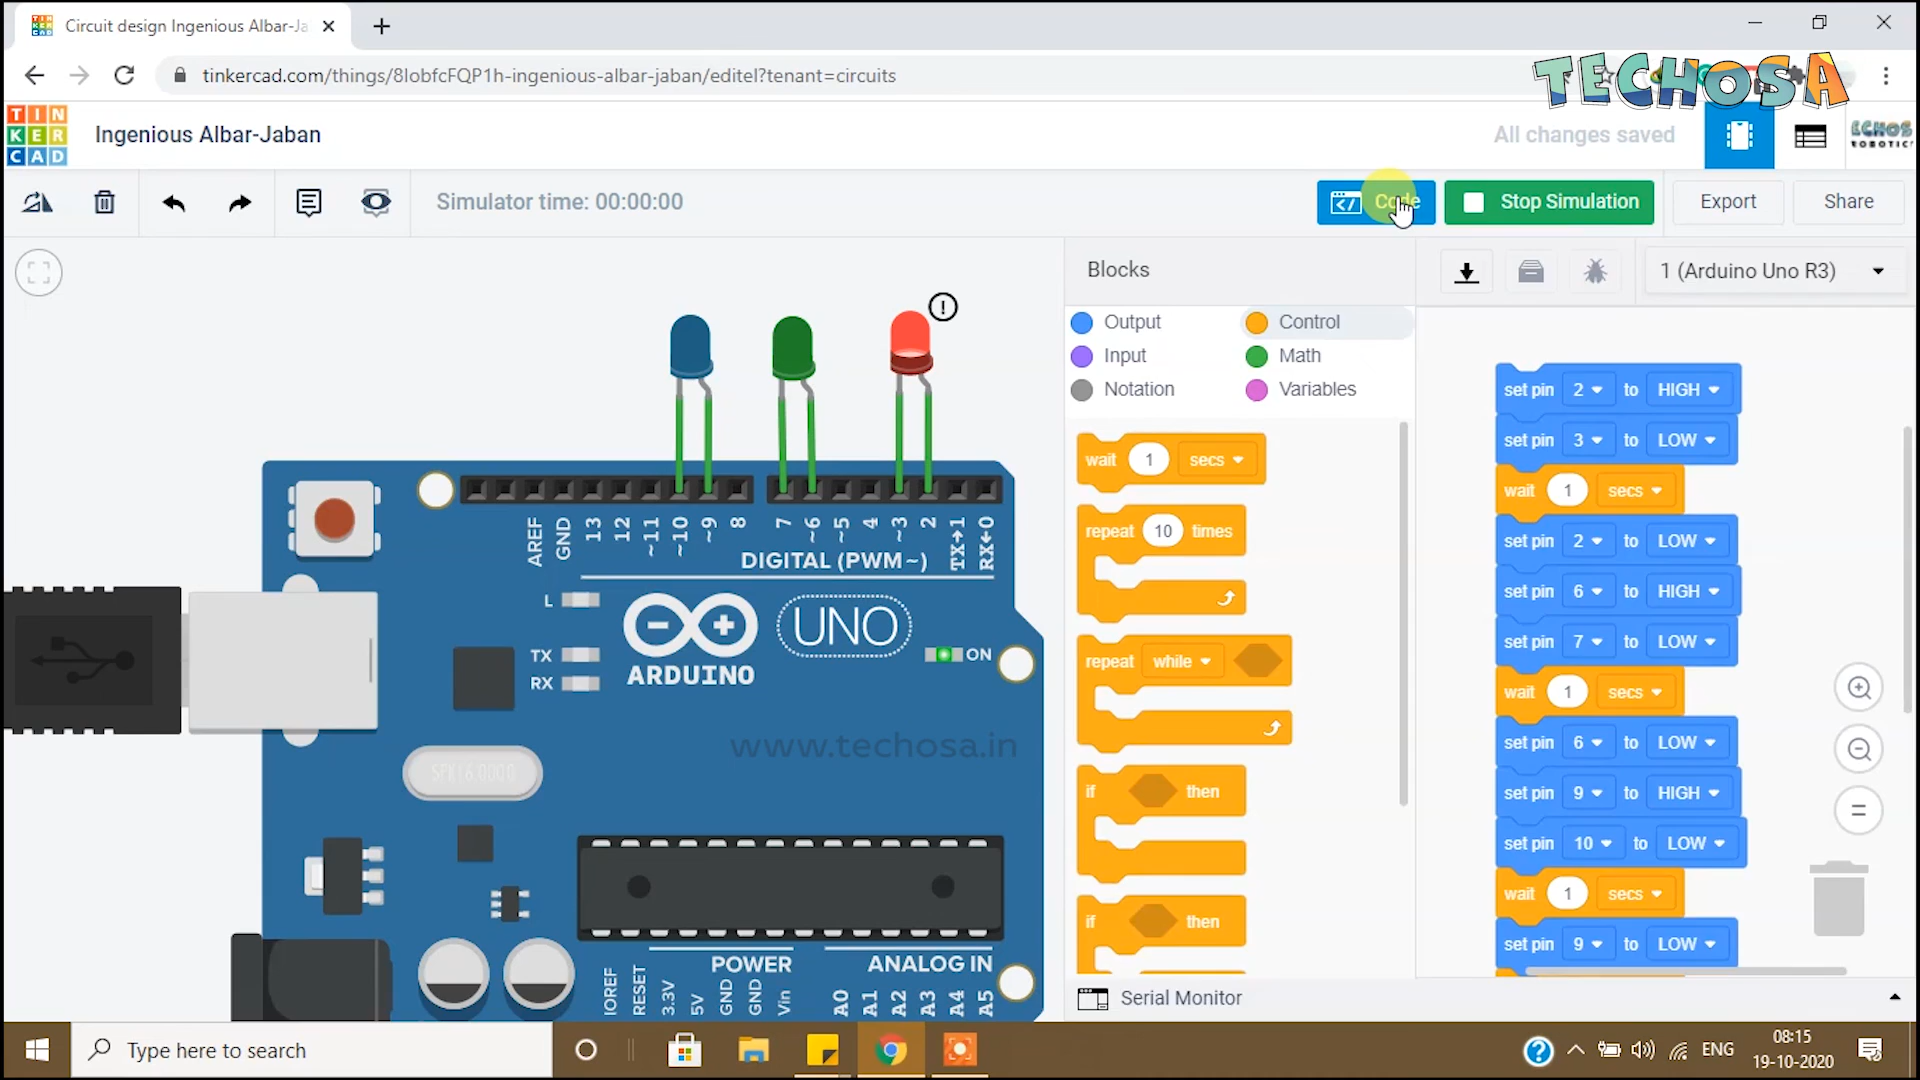 Circuit design Ingenious Albar-Ja
tinkercad.com/things/8lobfcFQP1h-ingenious-albar-jaban/editel?tenant=circuits
TECHOSA
TIN
KER
CAD
Ingenious Albar-Jaban
All changes saved
Simulator time: 00:00:00
Code
Stop Simulation
Export
Share
Blocks
1 (Arduino Uno R3)
Output
Control
Input
Math
Notation
Variables
wait 1 secs
repeat 10 times
repeat while
if then
if then
set pin 2 to HIGH
set pin 3 to LOW
wait 1 secs
set pin 2 to LOW
set pin 6 to HIGH
set pin 7 to LOW
wait 1 secs
set pin 6 to LOW
set pin 9 to HIGH
set pin 10 to LOW
wait 1 secs
set pin 9 to LOW
AREF
GND
13
12
~11
~10
~9
8
7
~6
~5
4
~3
2
TX→1
RX←0
DIGITAL (PWM~)
L
TX
RX
UNO
ARDUINO
ON
www.techosa.in
SPK16.000G
POWER
ANALOG IN
IOREF
RESET
3.3V
5V
GND
GND
Vin
A0
A1
A2
A3
A4
A5
Serial Monitor
Type here to search
ENG
08:15
19-10-2020